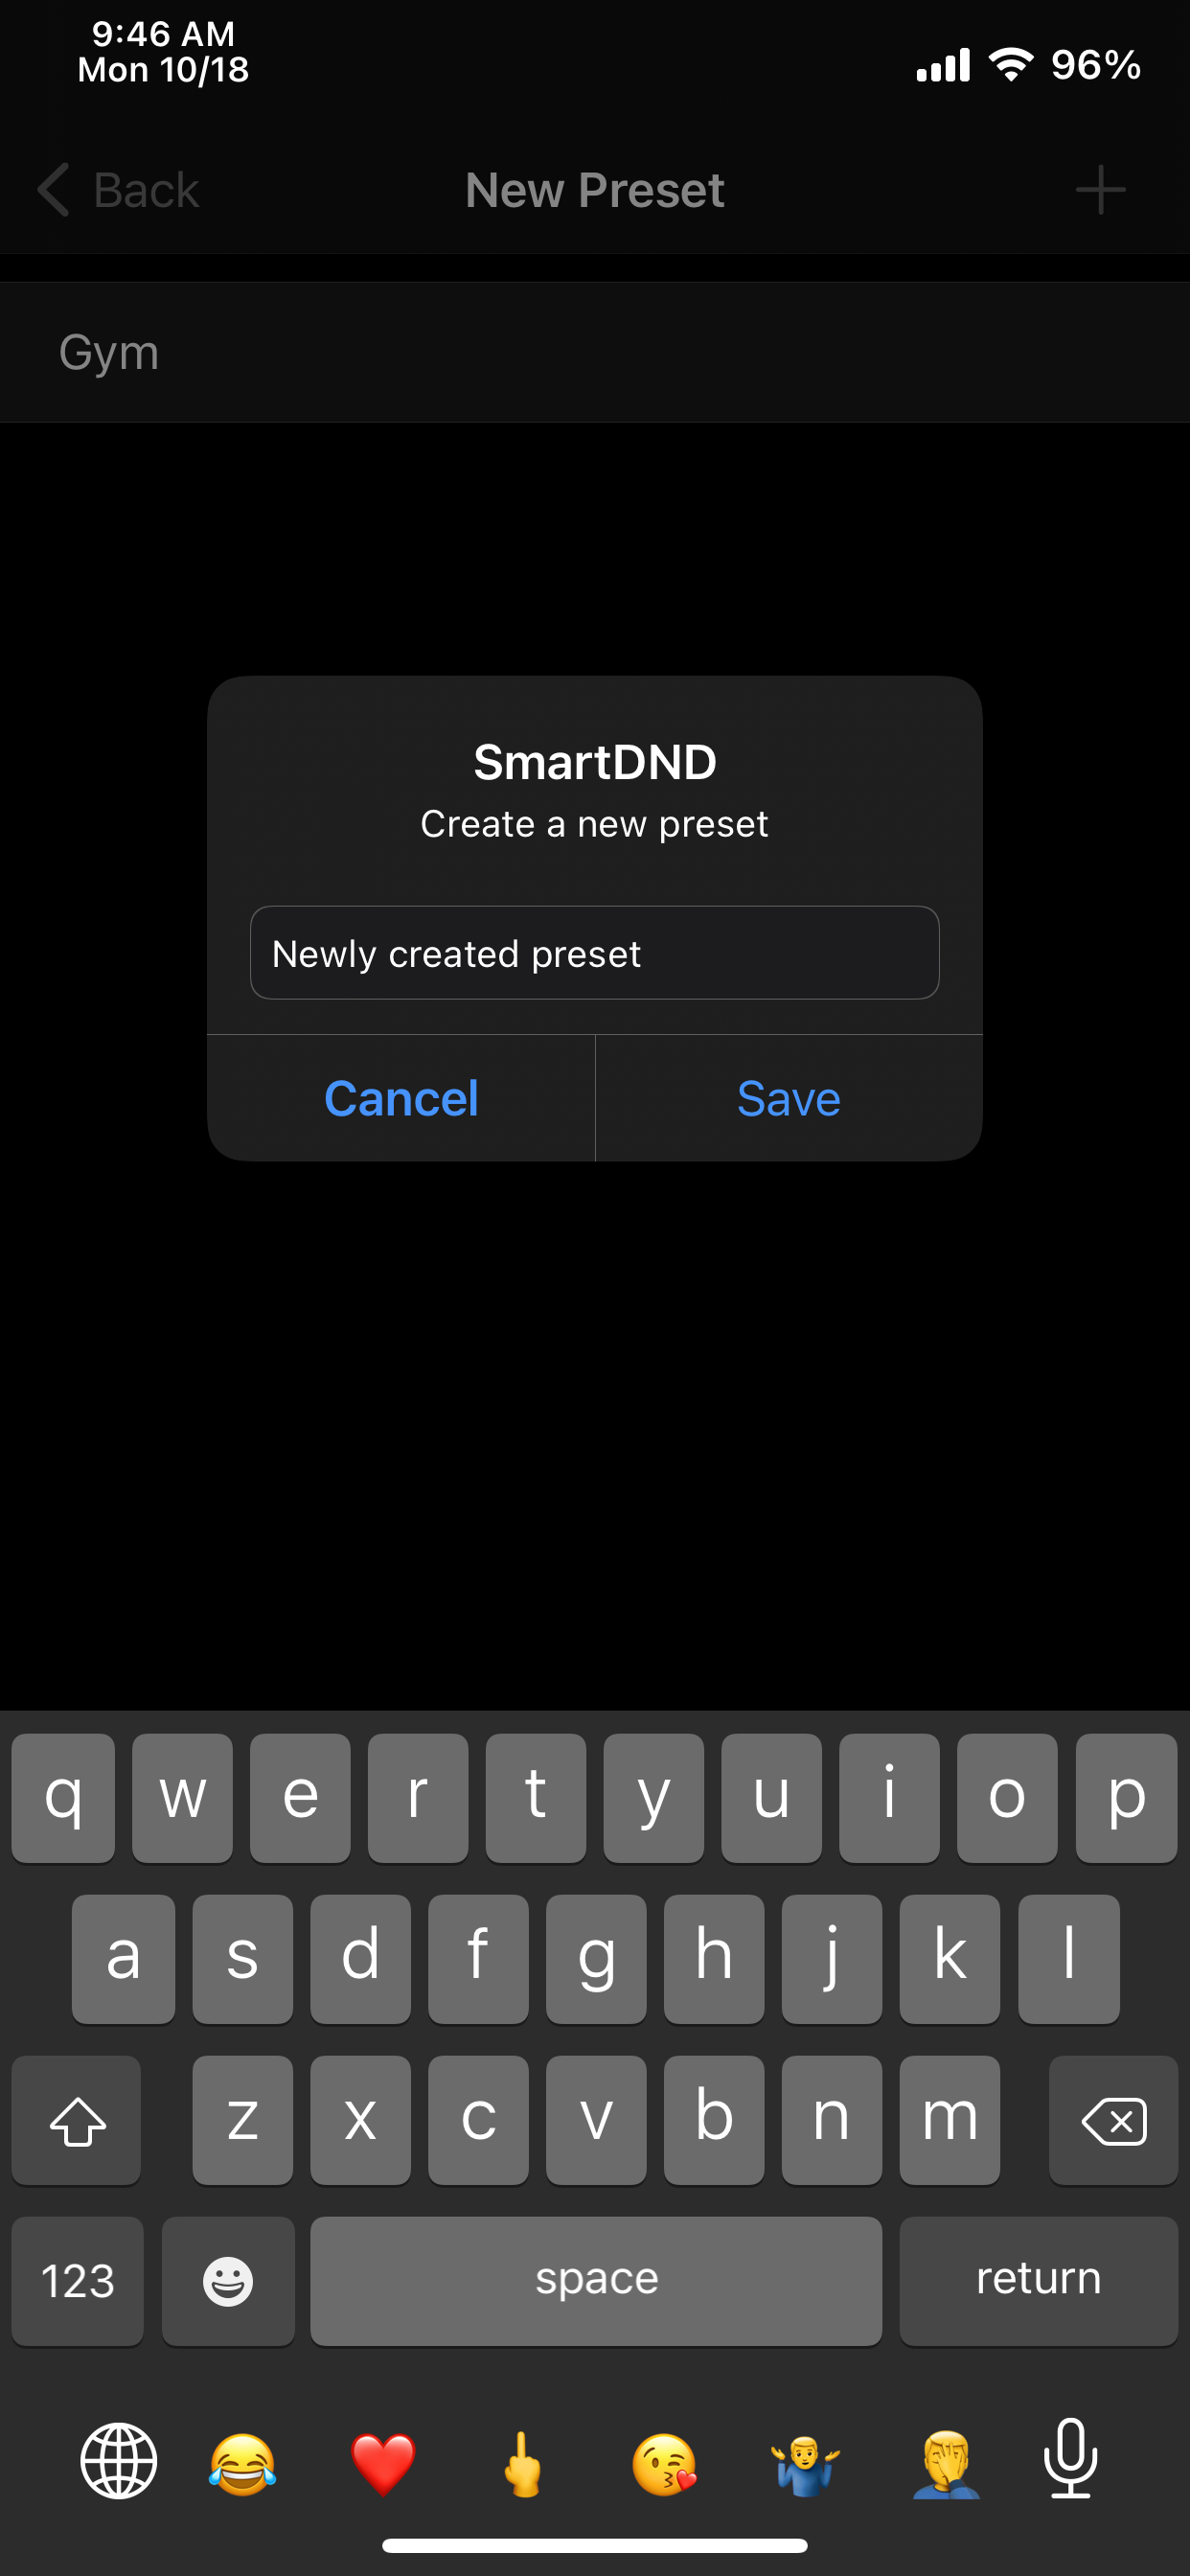 9:46 AM
Mon 10/18
96%
Back
New Preset
Gym
SmartDND
Create a new preset
Newly created preset
Cancel
Save
q w e r t y u i o p
a s d f g h j k l
z x c v b n m
123
space
return